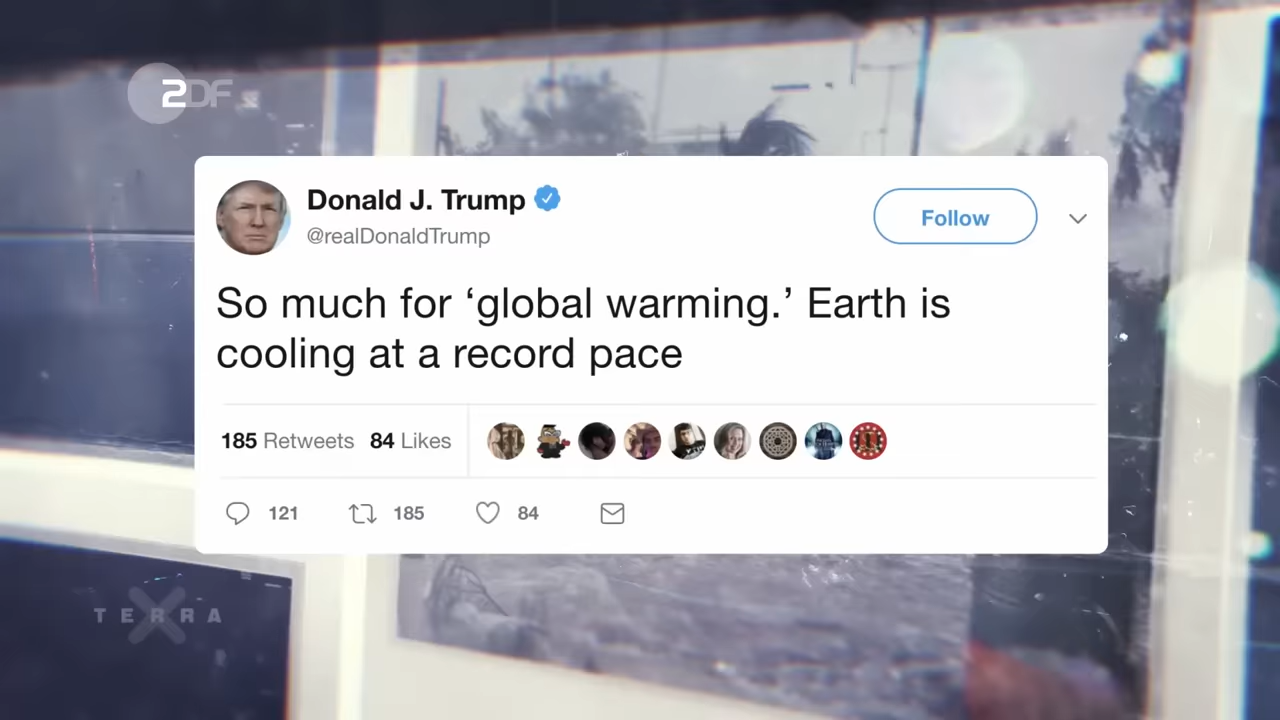 2DF
Donald J. Trump
@realDonaldTrump
Follow
So much for ‘global warming.’ Earth is
cooling at a record pace
185 Retweets 84 Likes
121 185 84
TERRA X